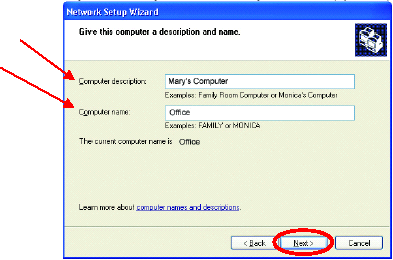 Network Setup Wizard
Give this computer a description and name.
Computer description: Mary's Computer
Examples: Family Room Computer or Monica's Computer
Computer name: Office
Examples: FAMILY or MONICA
The current computer name is Office
Learn more about computer names and descriptions.
< Back Next > Cancel